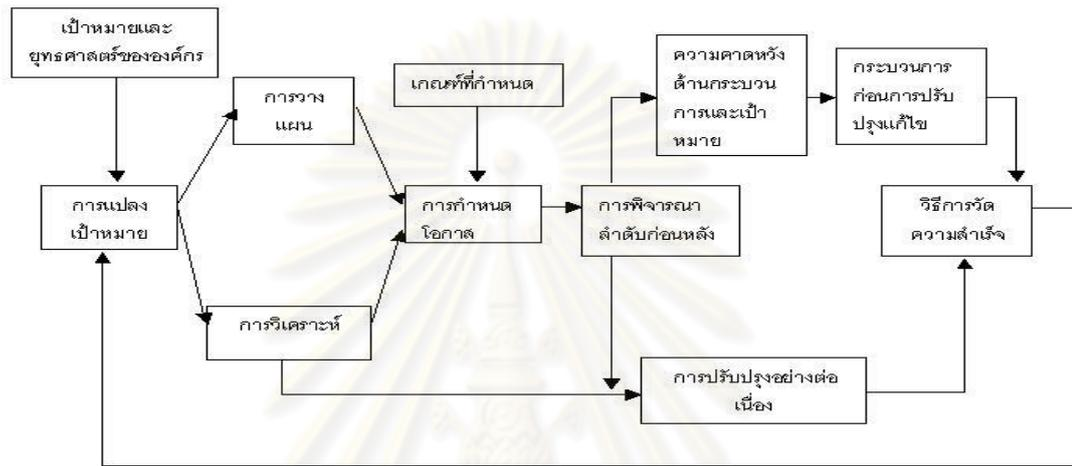 เป้าหมายและ
ยุทธศาสตร์ขององค์กร
การวาง
แผน
เกณฑ์ที่กำหนด
ความคาดหวัง
ด้านกระบวน
การและเป้า
หมาย
กระบวนการ
ก่อนการปรับ
ปรุงแก้ไข
การแปลง
เป้าหมาย
การกำหนด
โอกาส
การพิจารณา
ลำดับก่อนหลัง
วิธีการวัด
ความสำเร็จ
การวิเคราะห์
การปรับปรุงอย่างต่อ
เนื่อง